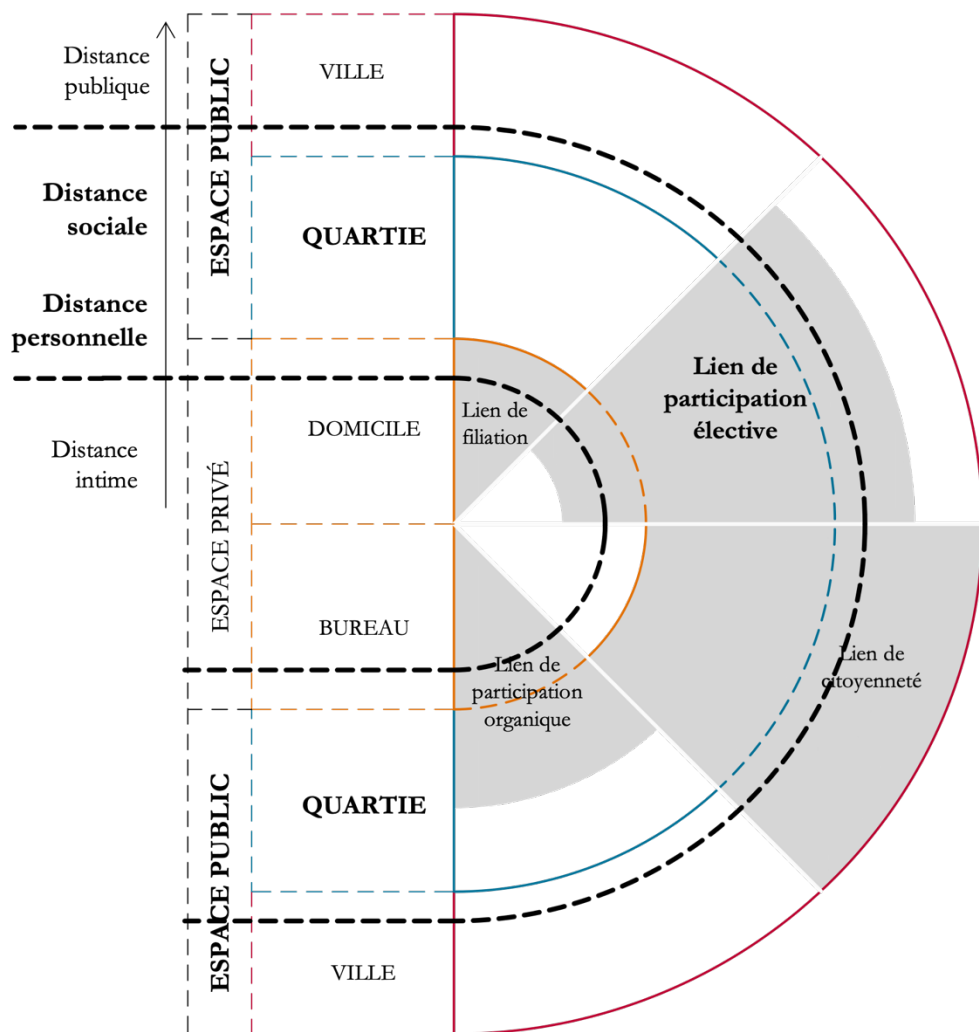 Distance
publique
ESPACE PUBLIC
VILLE
Distance
sociale
QUARTIE
Distance
personnelle
Lien de
participation
élective
Lien de
filiation
DOMICILE
Distance
intime
ESPACE PRIVÉ
BUREAU
Lien de
participation
organique
Lien de
citoyenneté
ESPACE PUBLIC
QUARTIE
VILLE